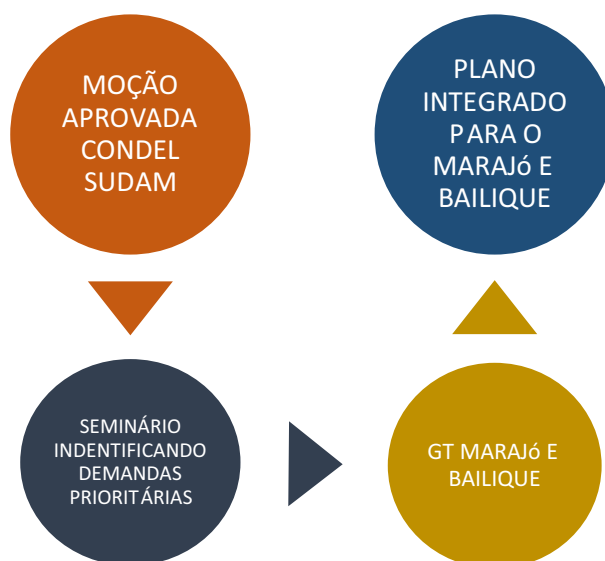 MOÇÃO
APROVADA
CONDEL
SUDAM
SEMINÁRIO
INDENTIFICANDO
DEMANDAS
PRIORITÁRIAS
GT MARAJó E
BAILIQUE
PLANO
INTEGRADO
PARA O
MARAJó E
BAILIQUE